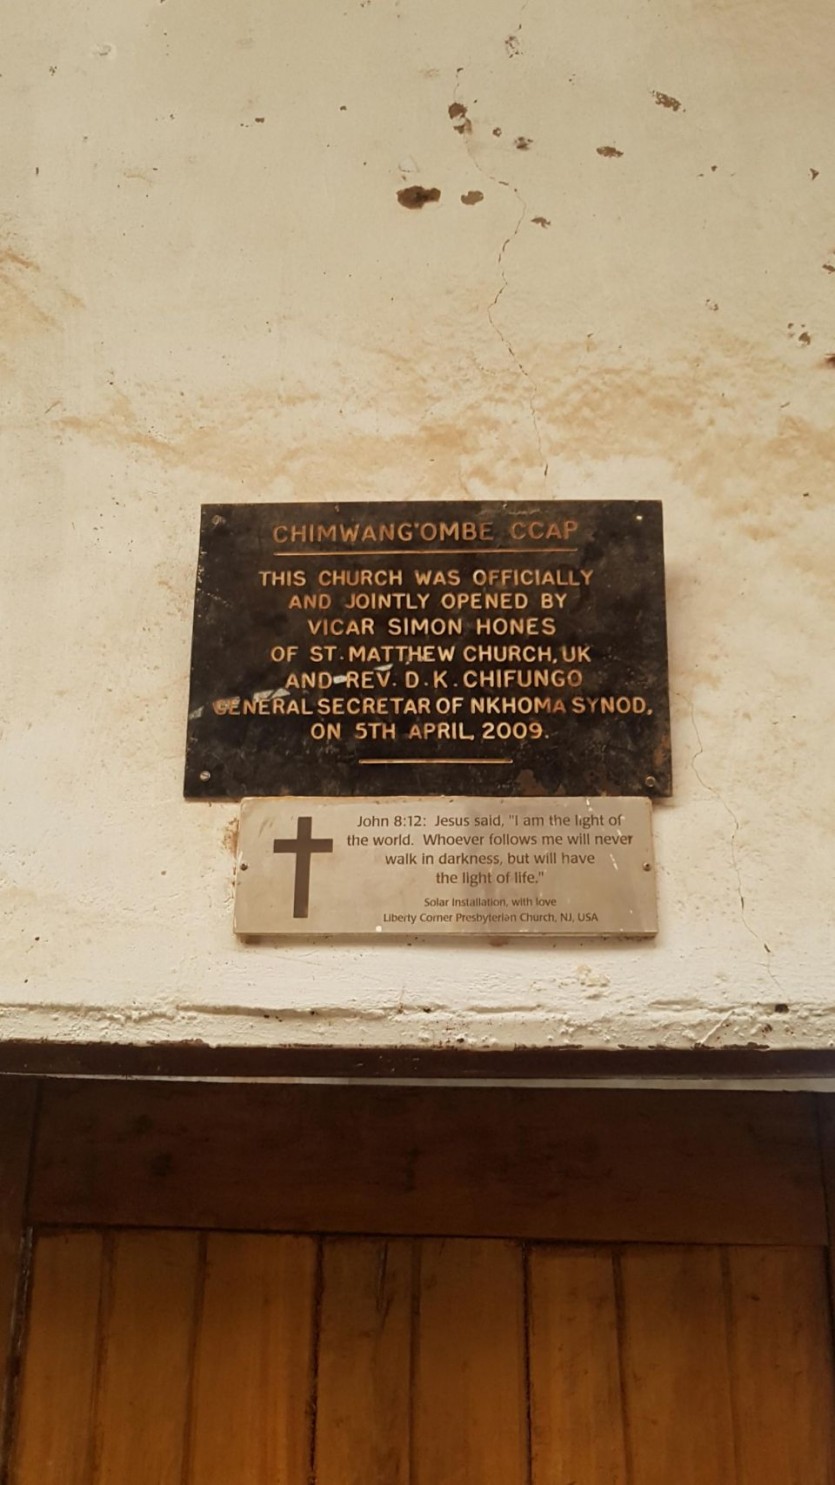 CHIMWANG'OMBE CCAP
THIS CHURCH WAS OFFICIALLY
AND JOINTLY OPENED BY
VICAR SIMON HONES
OF ST. MATTHEW CHURCH, UK
AND REV. D.K. CHIFUNGO
GENERAL SECRETAR OF NKHOMA SYNOD,
ON 5TH APRIL, 2009.
John 8:12: Jesus said, "I am the light of
the world. Whoever follows me will never
walk in darkness, but will have
the light of life."
Solar Installation, with love
Liberty Corner Presbyterian Church, NJ, USA